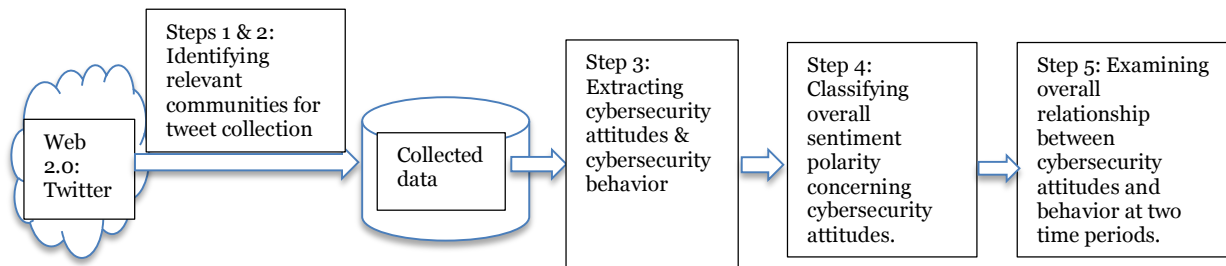 Web
2.0:
Twitter
Steps 1 & 2:
Identifying
relevant
communities for
tweet collection
Collected
data
Step 3:
Extracting
cybersecurity
attitudes &
cybersecurity
behavior
Step 4:
Classifying
overall
sentiment
polarity
concerning
cybersecurity
attitudes.
Step 5: Examining
overall
relationship
between
cybersecurity
attitudes and
behavior at two
time periods.